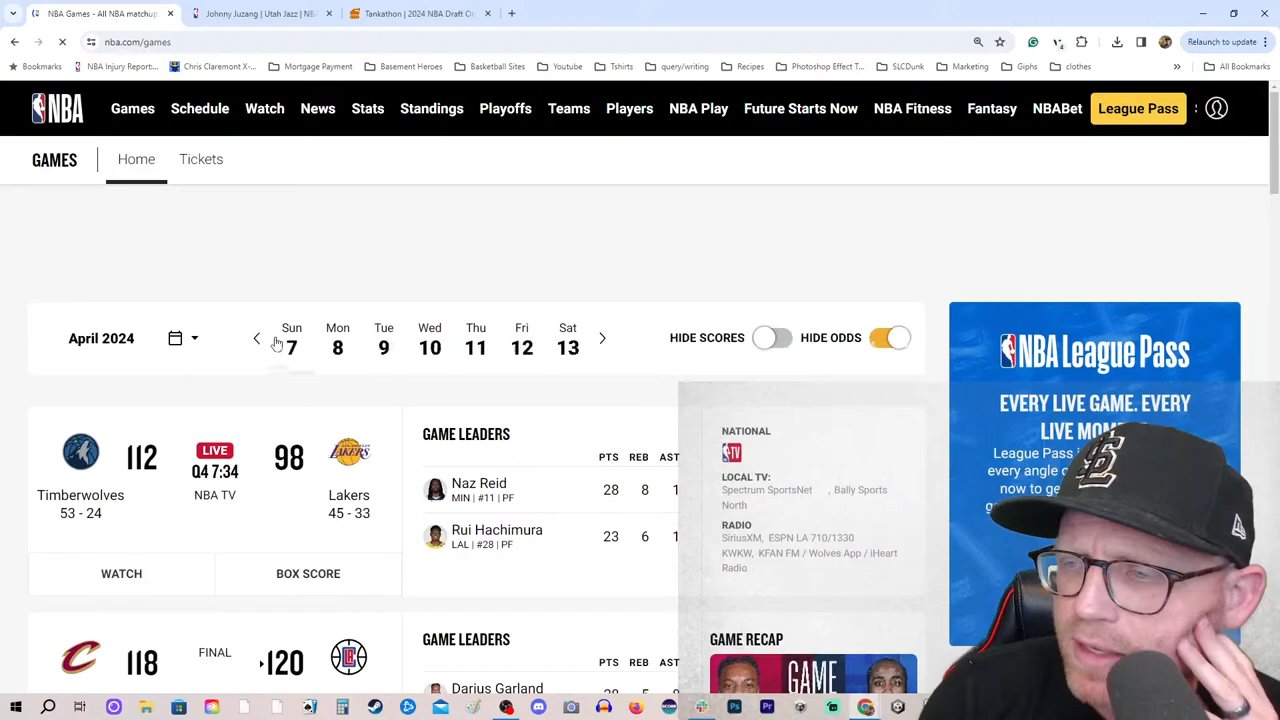 NBA Games - All NBA matchup
Johnny Juzang | Utah Jazz | NB
Tankathon | 2024 NBA Draft O
nba.com/games
Relaunch to update
Bookmarks
NBA Injury Report:...
Chris Claremont X-...
Mortgage Payment
Basement Heroes
Basketball Sites
Youtube
Tshirts
query/writing
Recipes
Photoshop Effect T...
SLCDunk
Marketing
Giphs
clothes
All Bookmarks
NBA
Games
Schedule
Watch
News
Stats
Standings
Playoffs
Teams
Players
NBA Play
Future Starts Now
NBA Fitness
Fantasy
NBABet
League Pass
GAMES
Home
Tickets
April 2024
Sun Mon Tue Wed Thu Fri Sat
7 8 9 10 11 12 13
HIDE SCORES
HIDE ODDS
NBA League Pass
EVERY LIVE GAME. EVERY
LIVE MOM
League Pass i
every angle
now to ge
112
LIVE
Q4 7:34
NBA TV
98
LAKERS
Timberwolves
53 - 24
Lakers
45 - 33
WATCH
BOX SCORE
GAME LEADERS
PTS REB AST
Naz Reid
MIN | #11 | PF
28 8 1
Rui Hachimura
LAL | #28 | PF
23 6 1
NATIONAL
TV
LOCAL TV:
Spectrum SportsNet , Bally Sports
North
RADIO
SiriusXM, ESPN LA 710/1330
KWKW, KFAN FM / Wolves App / iHeart
Radio
118
FINAL
120
GAME LEADERS
PTS REB AST
Darius Garland
28 5
GAME RECAP
GAME